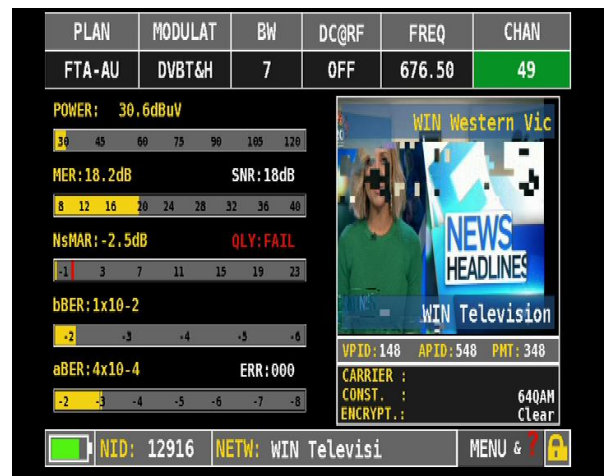 PLAN MODULAT BW DC@RF FREQ CHAN
FTA-AU DVBT&H 7 OFF 676.50 49
POWER: 30.6dBuV
30 45 60 75 90 105 120
MER:18.2dB SNR:18dB
8 12 16 20 24 28 32 36 40
NsMAR:-2.5dB QLY:FAIL
-1 3 7 11 15 19 23
bBER:1x10-2
-2 -3 -4 -5 -6
aBER:4x10-4 ERR:000
-2 -3 -4 -5 -6 -7 -8
WIN Western Vic
NEWS
HEADLINES
WIN Television
VPID:148 APID:548 PMT:348
CARRIER :
CONST. : 64QAM
ENCRYPT.: Clear
NID: 12916 NETW: WIN Televisi MENU & ?